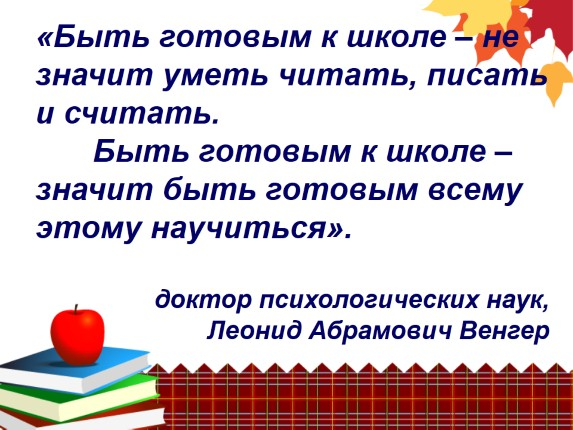 «Быть готовым к школе – не
значит уметь читать, писать
и считать.
Быть готовым к школе –
значит быть готовым всему
этому научиться».
доктор психологических наук,
Леонид Абрамович Венгер